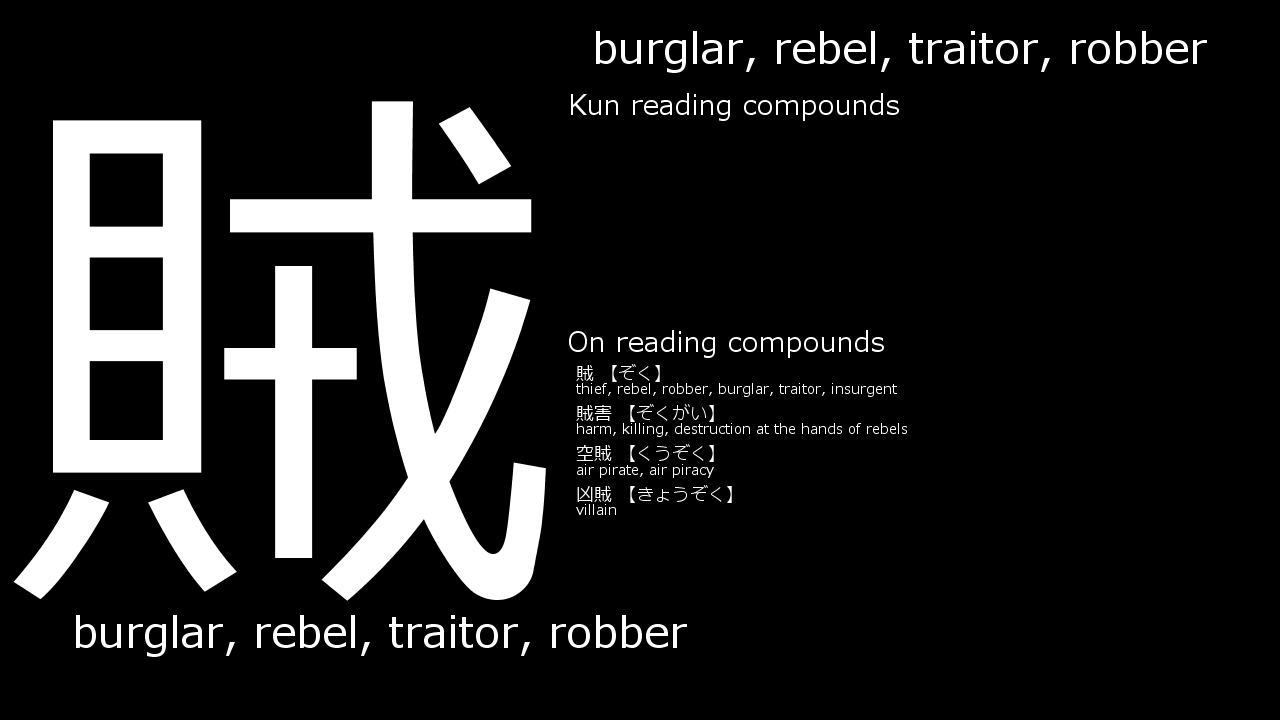 賊
burglar, rebel, traitor, robber
burglar, rebel, traitor, robber
Kun reading compounds
On reading compounds
賊 【ぞく】
thief, rebel, robber, burglar, traitor, insurgent
賊害 【ぞくがい】
harm, killing, destruction at the hands of rebels
空賊 【くうぞく】
air pirate, air piracy
凶賊 【きょうぞく】
villain